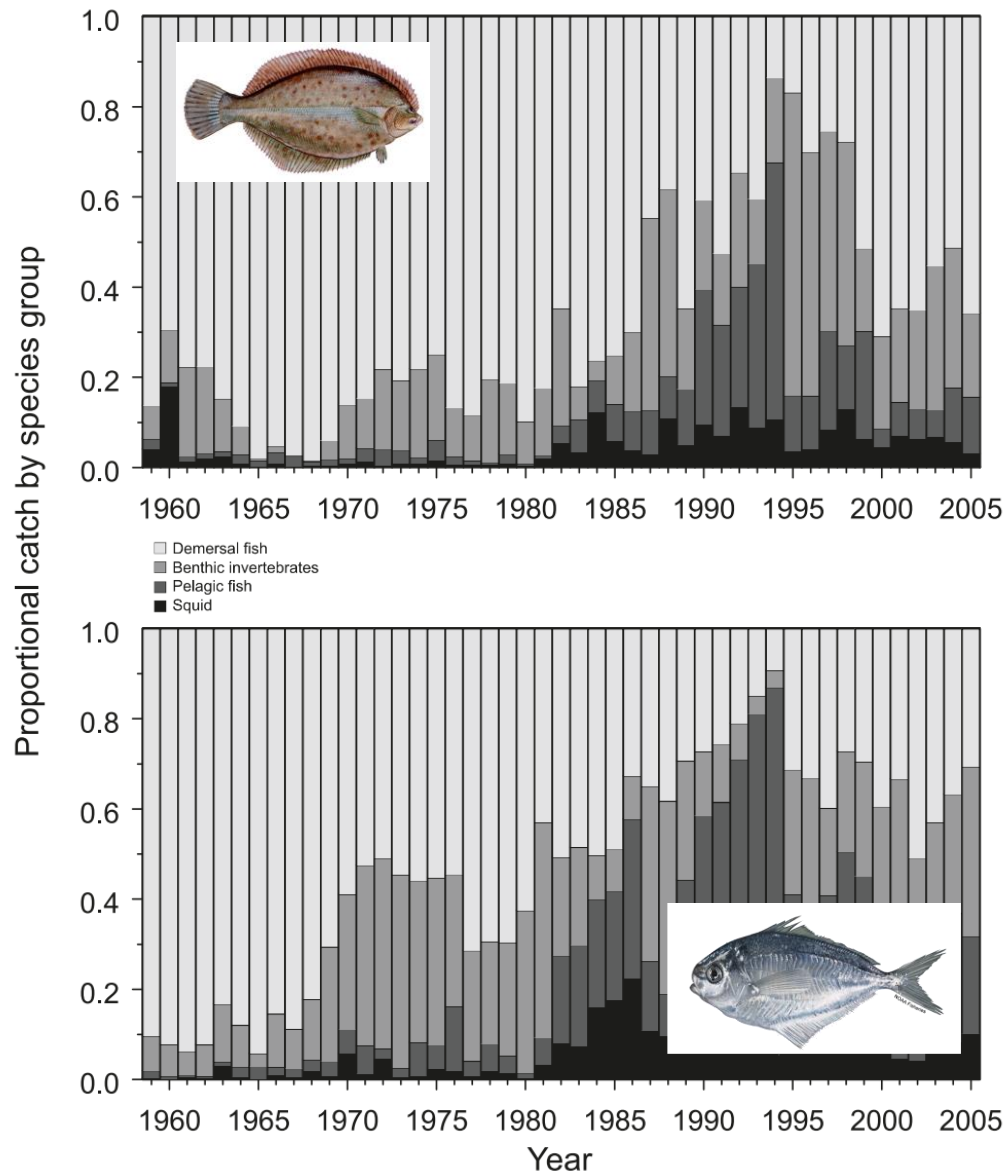 Proportional catch by species group
1.0
0.8
0.6
0.4
0.2
0.0
1960 1965 1970 1975 1980 1985 1990 1995 2000 2005
Demersal fish
Benthic invertebrates
Pelagic fish
Squid
1.0
0.8
0.6
0.4
0.2
0.0
NOAA Fisheries
1960 1965 1970 1975 1980 1985 1990 1995 2000 2005
Year